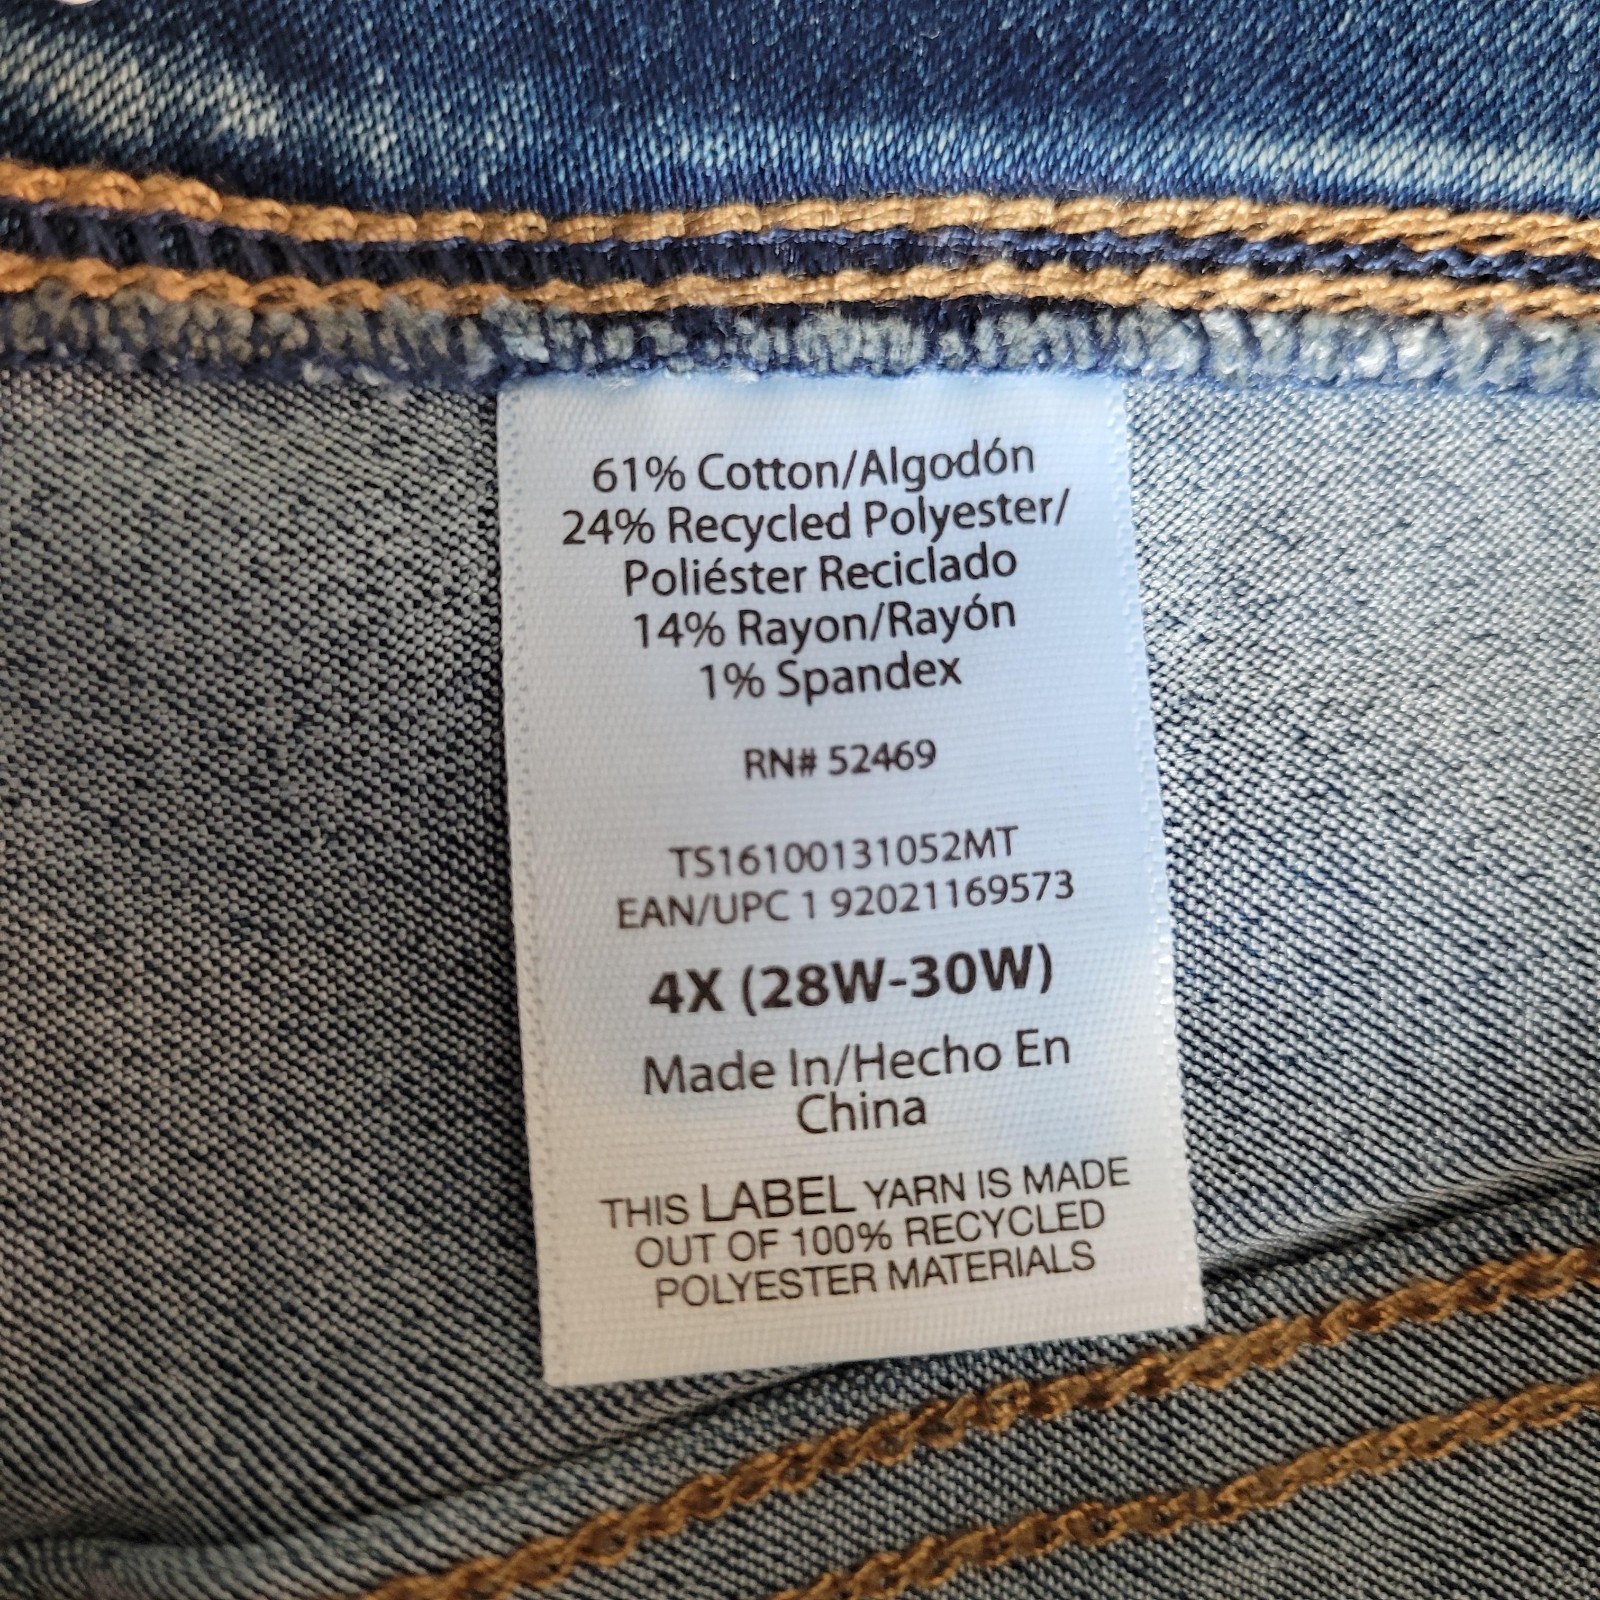 61% Cotton/Algodón
24% Recycled Polyester/
Poliéster Reciclado
14% Rayon/Rayón
1% Spandex
RN# 52469
TS16100131052MT
EAN/UPC 1 92021169573
4X (28W-30W)
Made In/Hecho En
China
THIS LABEL YARN IS MADE
OUT OF 100% RECYCLED
POLYESTER MATERIALS